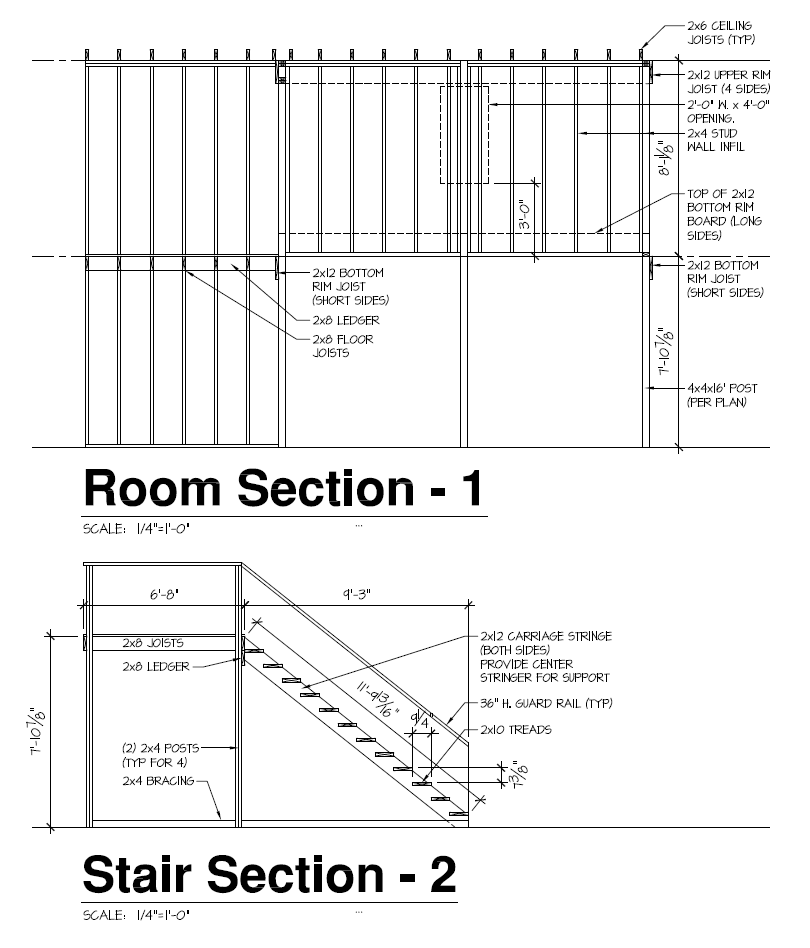 2x6 CEILING
JOISTS (TYP)
2x12 UPPER RIM
JOIST (4 SIDES)
2'-0" W. x 4'-0"
OPENING.
2x4 STUD
WALL INFIL
8'-1/8"
3'-0"
TOP OF 2x12
BOTTOM RIM
BOARD (LONG
SIDES)
2x12 BOTTOM
RIM JOIST
(SHORT SIDES)
2x12 BOTTOM
RIM JOIST
(SHORT SIDES)
2x8 LEDGER
2x8 FLOOR
JOISTS
7'-10 7/8"
4x4x16' POST
(PER PLAN)
Room Section - 1
SCALE: 1/4"=1'-0"
...
6'-8"
9'-3"
2x8 JOISTS
2x8 LEDGER
2x12 CARRIAGE STRINGE
(BOTH SIDES)
PROVIDE CENTER
STRINGER FOR SUPPORT
11'-9 13/16"
9 1/4"
36" H. GUARD RAIL (TYP)
2x10 TREADS
7'-10 7/8"
(2) 2x4 POSTS
(TYP FOR 4)
2x4 BRACING
7 3/8"
Stair Section - 2
SCALE: 1/4"=1'-0"
...